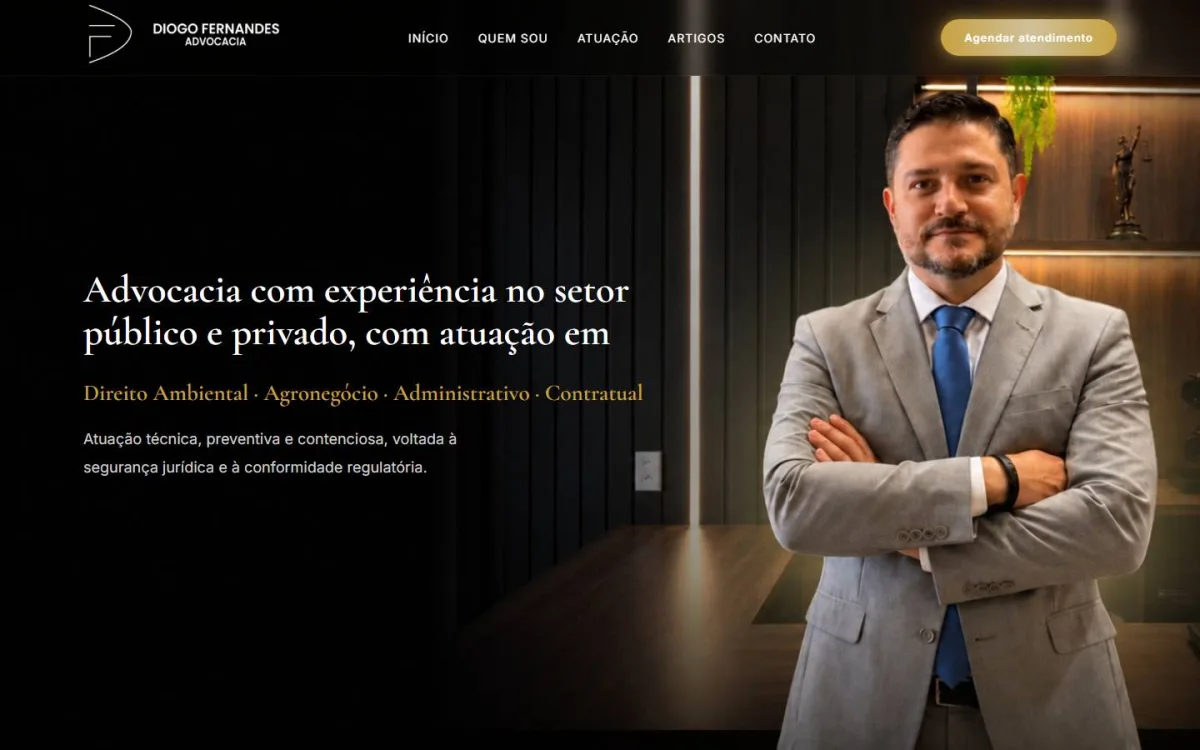 DIOGO FERNANDES
ADVOCACIA
INÍCIO
QUEM SOU
ATUAÇÃO
ARTIGOS
CONTATO
Agendar atendimento
Advocacia com experiência no setor
público e privado, com atuação em
Direito Ambiental · Agronegócio · Administrativo · Contratual
Atuação técnica, preventiva e contenciosa, voltada à
segurança jurídica e à conformidade regulatória.